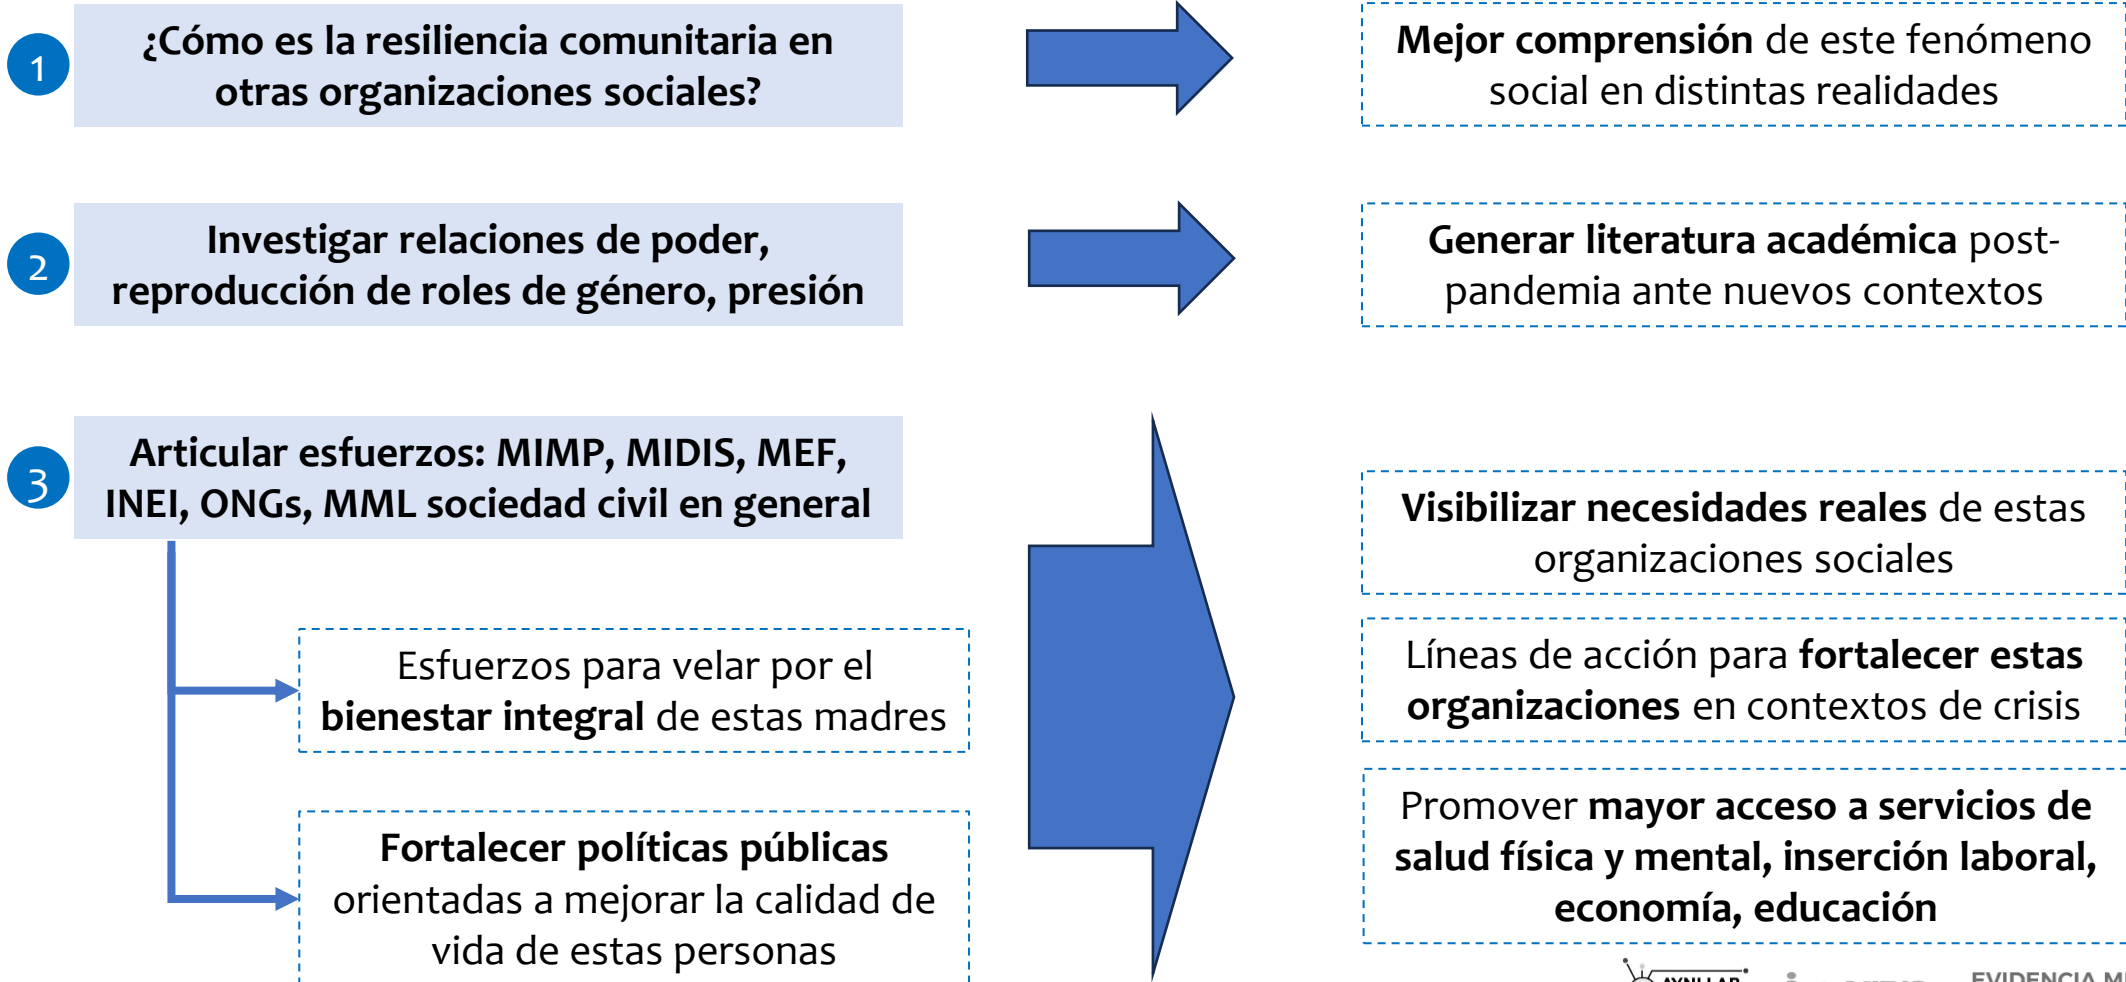 1
¿Cómo es la resiliencia comunitaria en
otras organizaciones sociales?
Mejor comprensión de este fenómeno
social en distintas realidades
2
Investigar relaciones de poder,
reproducción de roles de género, presión
Generar literatura académica post-
pandemia ante nuevos contextos
3
Articular esfuerzos: MIMP, MIDIS, MEF,
INEI, ONGs, MML sociedad civil en general
Esfuerzos para velar por el
bienestar integral de estas madres
Fortalecer políticas públicas
orientadas a mejorar la calidad de
vida de estas personas
Visibilizar necesidades reales de estas
organizaciones sociales
Líneas de acción para fortalecer estas
organizaciones en contextos de crisis
Promover mayor acceso a servicios de
salud física y mental, inserción laboral,
economía, educación
AYNI LAB
EVIDENCIA